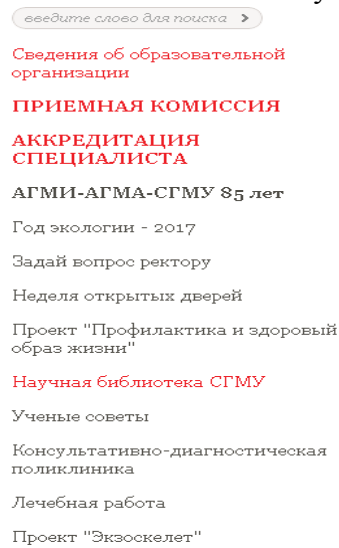 введите слово для поиска
Сведения об образовательной
организации
ПРИЕМНАЯ КОМИССИЯ
АККРЕДИТАЦИЯ
СПЕЦИАЛИСТА
АГМИ-АГМА-СГМУ 85 лет
Год экологии - 2017
Задай вопрос ректору
Неделя открытых дверей
Проект "Профилактика и здоровый
образ жизни"
Научная библиотека СГМУ
Ученые советы
Консультативно-диагностическая
поликлиника
Лечебная работа
Проект "Экзоскелет"